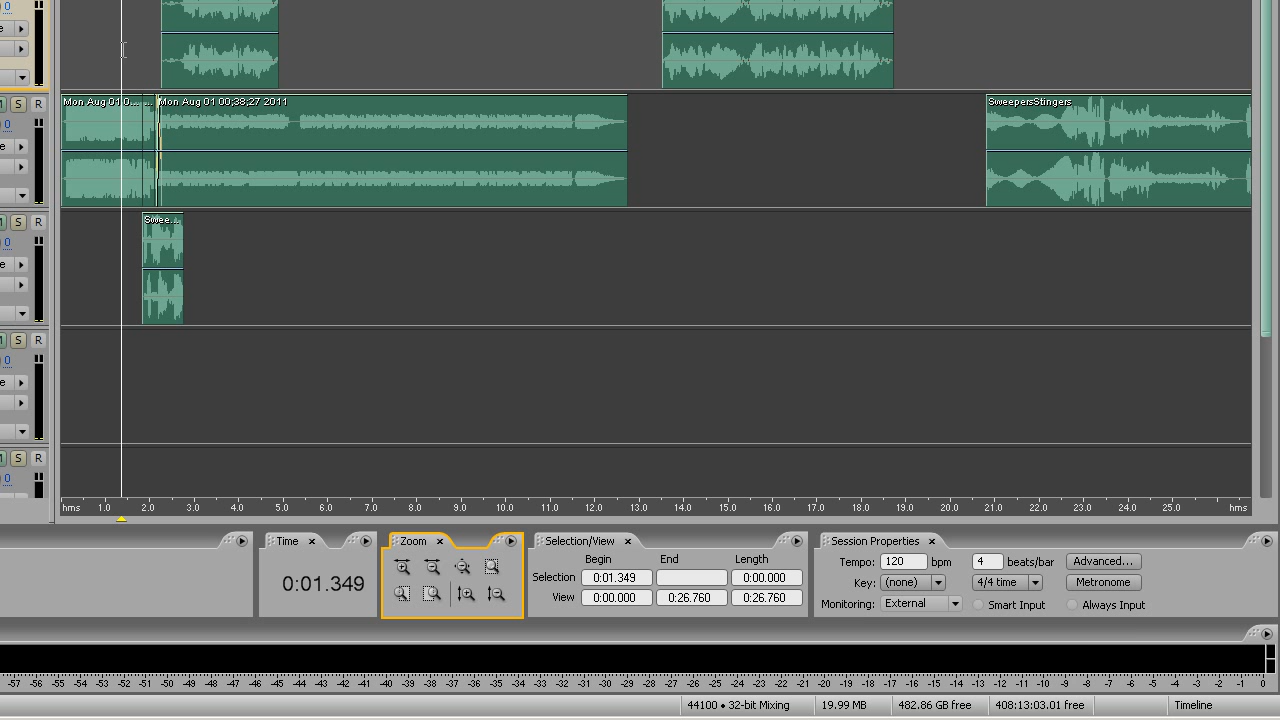 0
e
Mon Aug 01 0... ... Mon Aug 01 00;38;27 2011 SweepersStingers
S R
0
e
Swee...
S R
0
e
S R
0
e
S R
0
hms 1.0 2.0 3.0 4.0 5.0 6.0 7.0 8.0 9.0 10.0 11.0 12.0 13.0 14.0 15.0 16.0 17.0 18.0 19.0 20.0 21.0 22.0 23.0 24.0 25.0 hms
Time Zoom Selection/View Session Properties
Begin End Length
Tempo: 120 bpm 4 beats/bar Advanced...
Selection 0:01.349 0:00.000
0:01.349
Key: (none) 4/4 time Metronome
View 0:00.000 0:26.760 0:26.760
Monitoring: External Smart Input Always Input
-57 -56 -55 -54 -53 -52 -51 -50 -49 -48 -47 -46 -45 -44 -43 -42 -41 -40 -39 -38 -37 -36 -35 -34 -33 -32 -31 -30 -29 -28 -27 -26 -25 -24 -23 -22 -21 -20 -19 -18 -17 -16 -15 -14 -13 -12 -11 -10 -9 -8 -7 -6 -5 -4 -3 -2 -1 0
44100 • 32-bit Mixing 19.99 MB 482.86 GB free 408:13:03.01 free Timeline